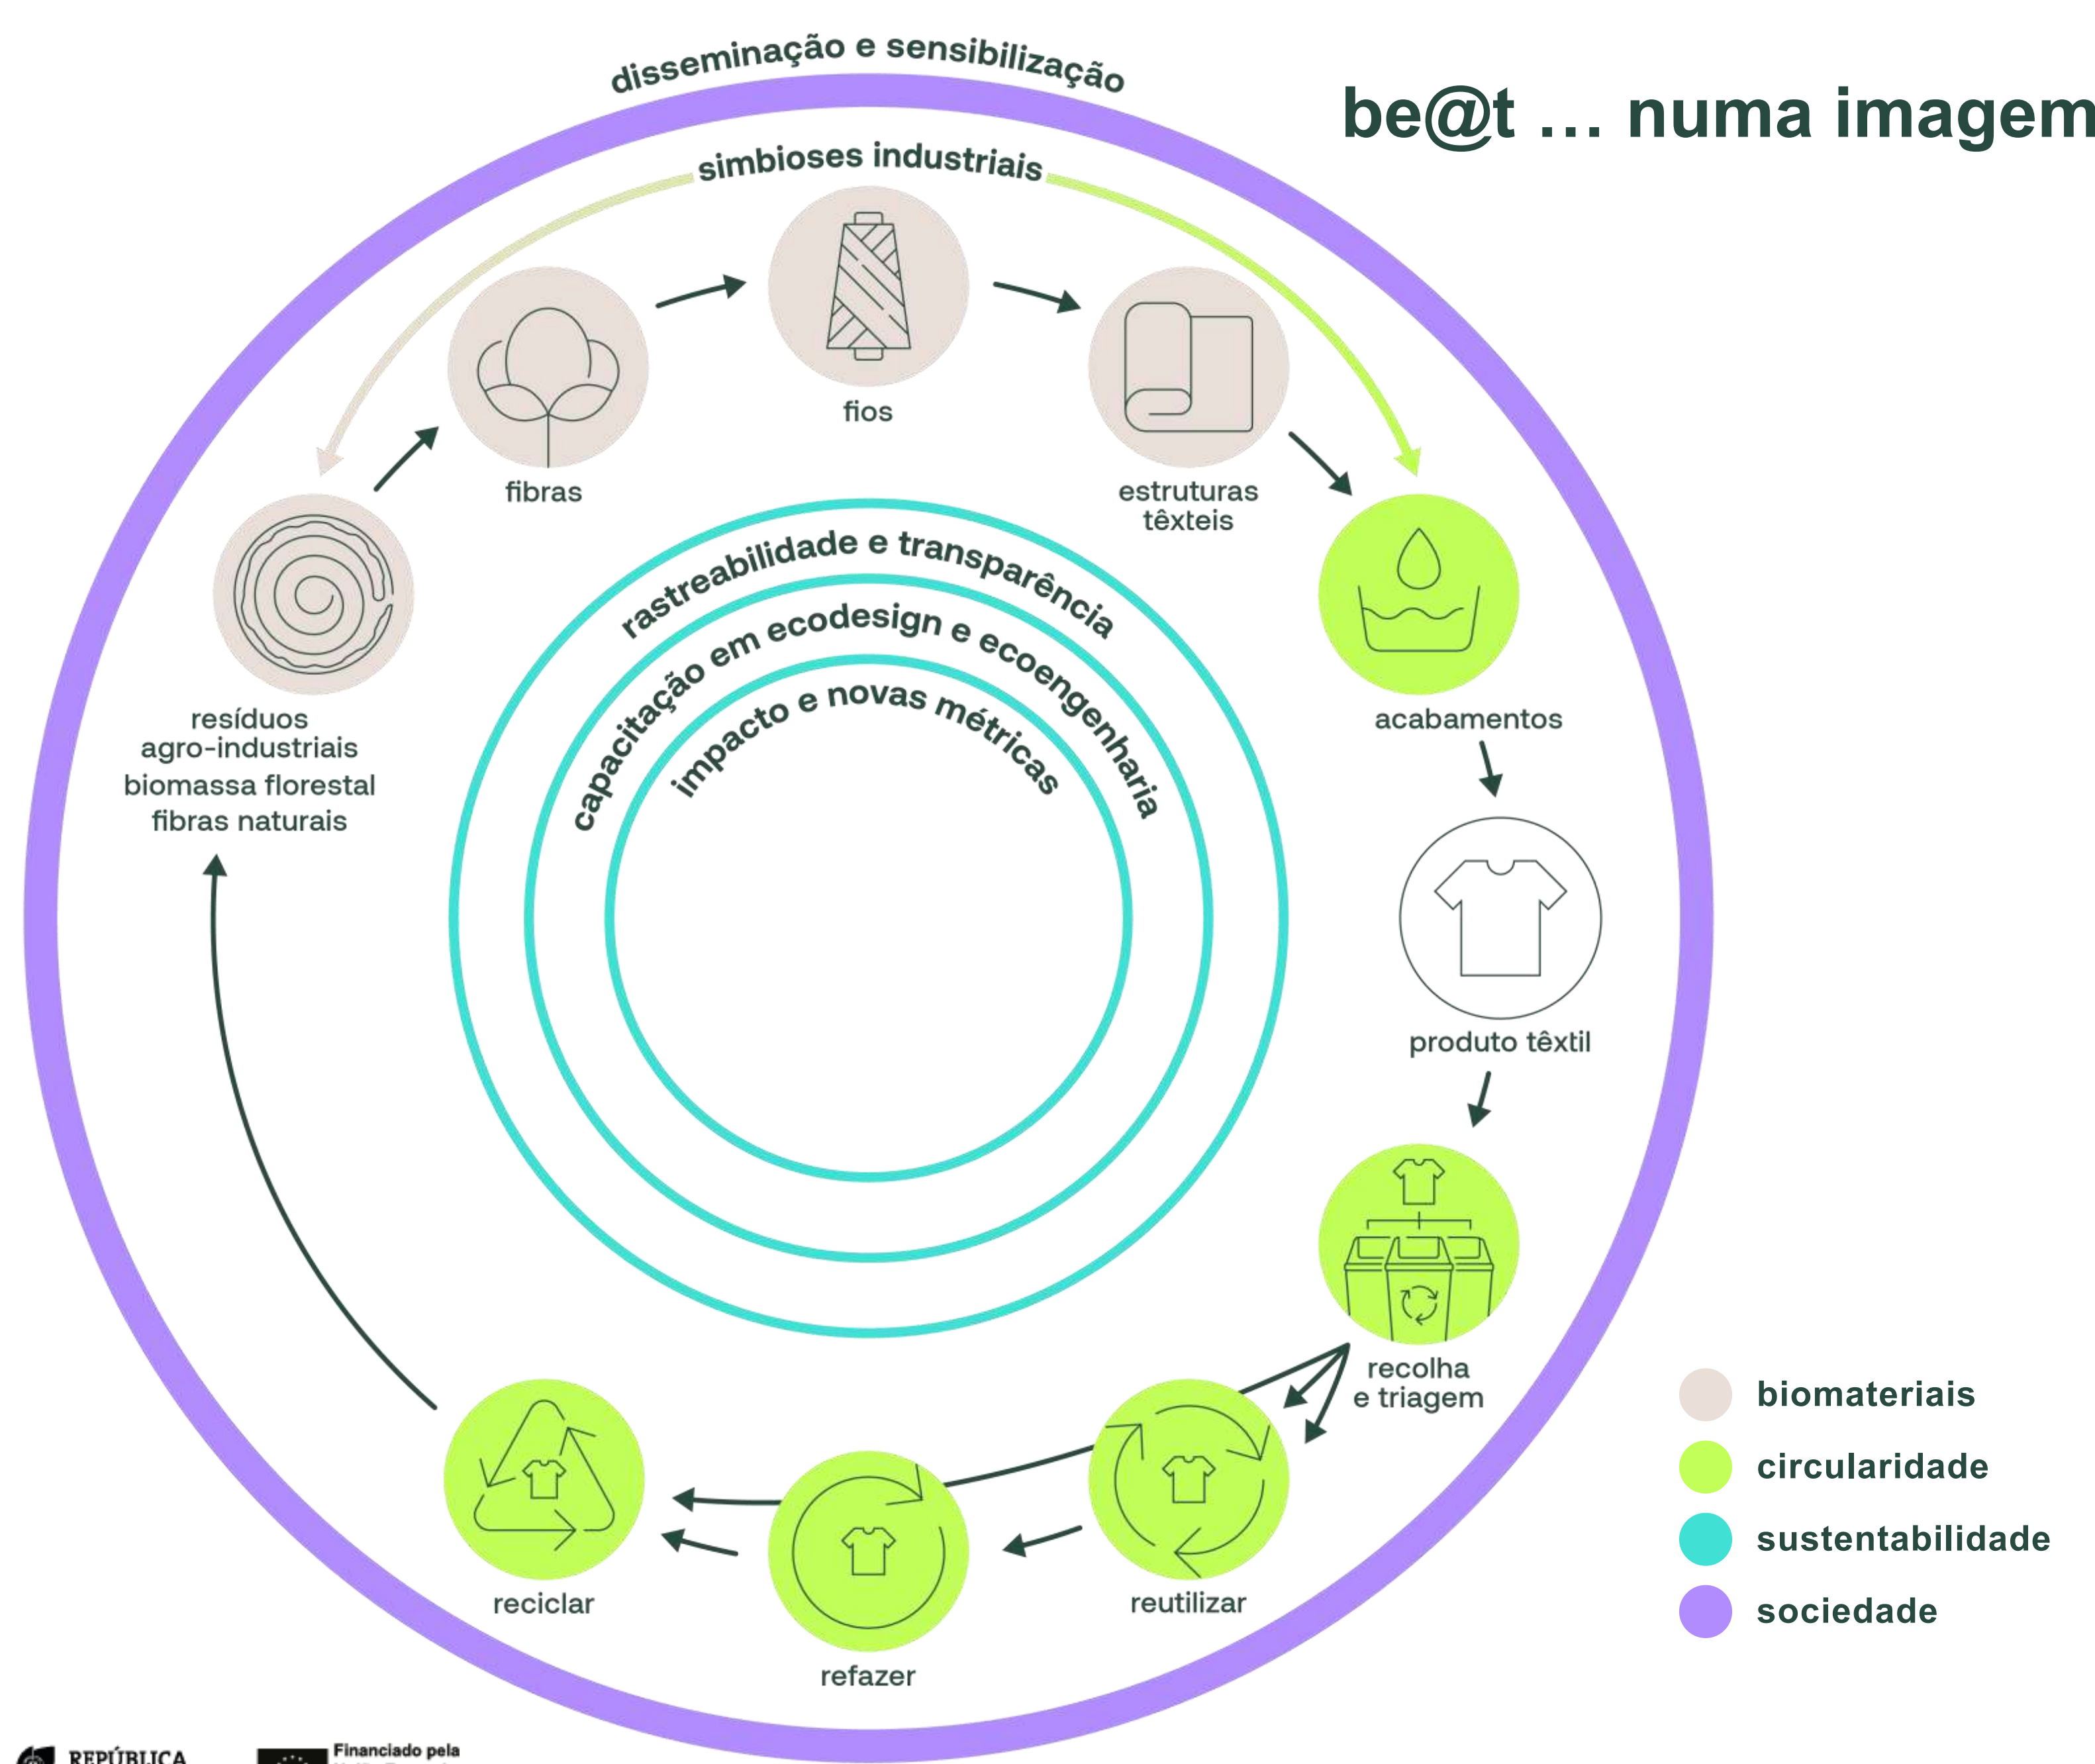 be@t ... numa imagem
disseminação e sensibilização
simbioses industriais
fios
fibras
estruturas
têxteis
rastreabilidade e transparência
capacitação em ecodesign e ecoengenharia
impacto e novas métricas
resíduos
agro-industriais
biomassa florestal
fibras naturais
acabamentos
produto têxtil
recolha
e triagem
reutilizar
refazer
reciclar
biomateriais
circularidade
sustentabilidade
sociedade
REPÚBLICA
Financiado pela